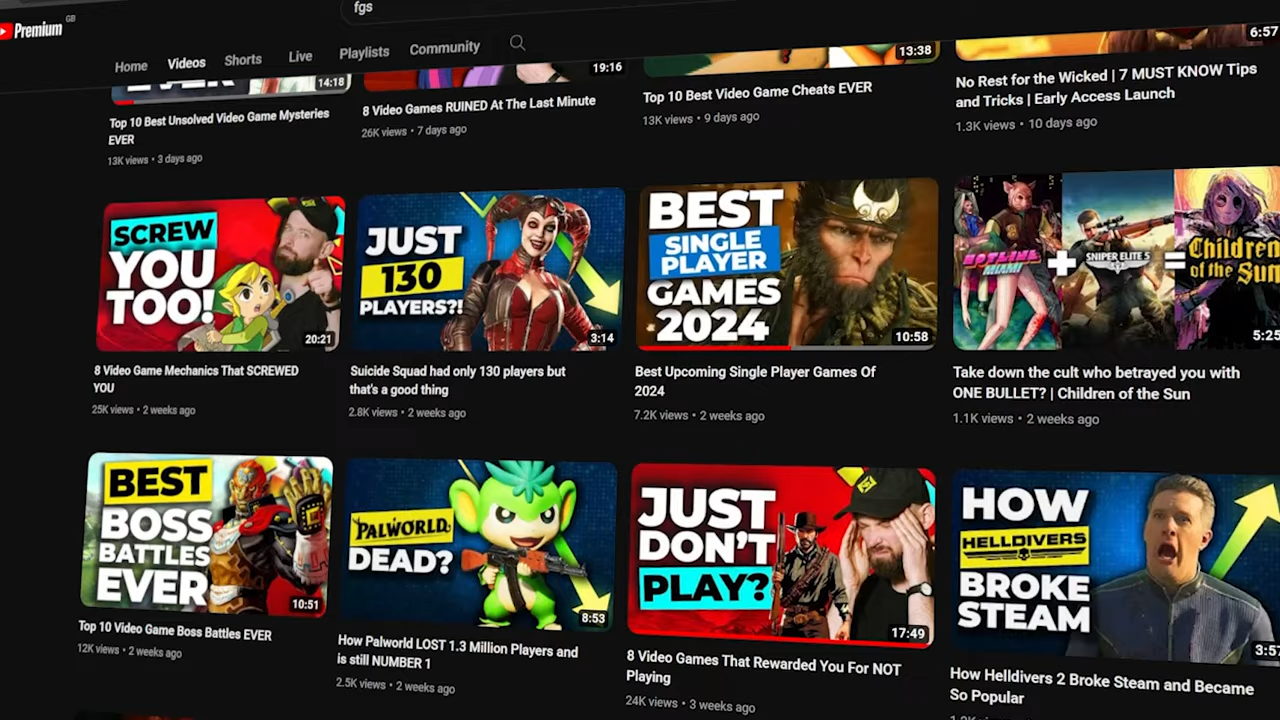 Premium GB
fgs
Home Videos Shorts Live Playlists Community
14:18
19:16
13:38
6:57
Top 10 Best Unsolved Video Game Mysteries
EVER
13K views • 3 days ago
8 Video Games RUINED At The Last Minute
26K views • 7 days ago
Top 10 Best Video Game Cheats EVER
13K views • 9 days ago
No Rest for the Wicked | 7 MUST KNOW Tips
and Tricks | Early Access Launch
1.3K views • 10 days ago
SCREW
YOU
TOO!
20:21
8 Video Game Mechanics That SCREWED
YOU
25K views • 2 weeks ago
JUST
130
PLAYERS?!
3:14
Suicide Squad had only 130 players but
that's a good thing
2.8K views • 2 weeks ago
BEST
SINGLE
PLAYER
GAMES
2024
10:58
Best Upcoming Single Player Games Of
2024
7.2K views • 2 weeks ago
HOTLINE
MIAMI
+
SNIPER ELITE 5
=
Children
of the Sun
5:25
Take down the cult who betrayed you with
ONE BULLET? | Children of the Sun
1.1K views • 2 weeks ago
BEST
BOSS
BATTLES
EVER
10:51
Top 10 Video Game Boss Battles EVER
12K views • 2 weeks ago
PALWORLD
DEAD?
8:53
How Palworld LOST 1.3 Million Players and
is still NUMBER 1
2.5K views • 2 weeks ago
JUST
DON'T
PLAY?
17:49
8 Video Games That Rewarded You For NOT
Playing
24K views • 3 weeks ago
HOW
HELLDIVERS
BROKE
STEAM
3:57
How Helldivers 2 Broke Steam and Became
So Popular